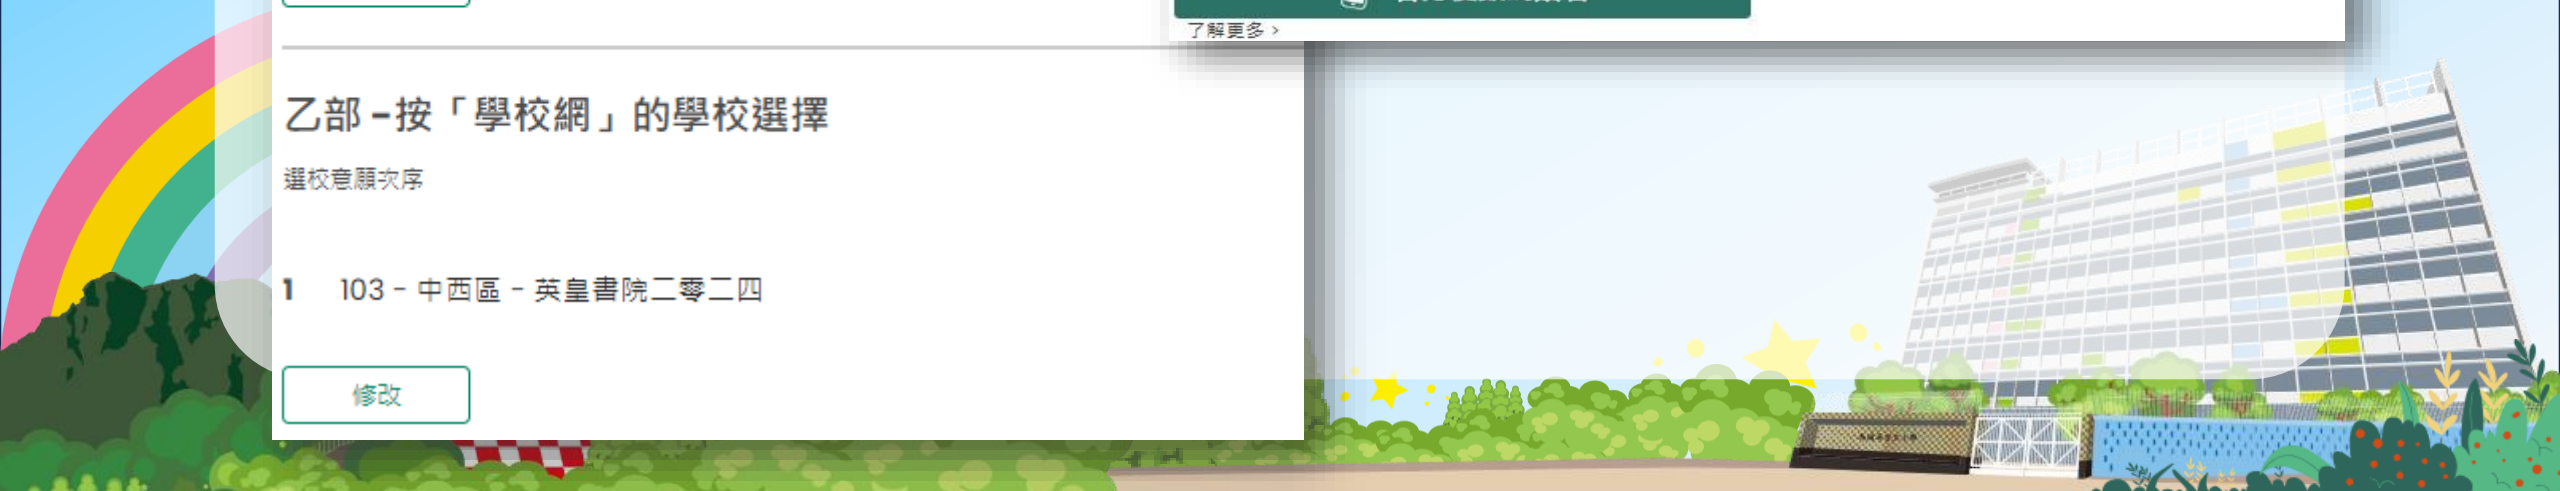 了解更多 >
乙部 -按「學校網」的學校選擇
選校意願次序
1 103 - 中西區 - 英皇書院二零二四
修改